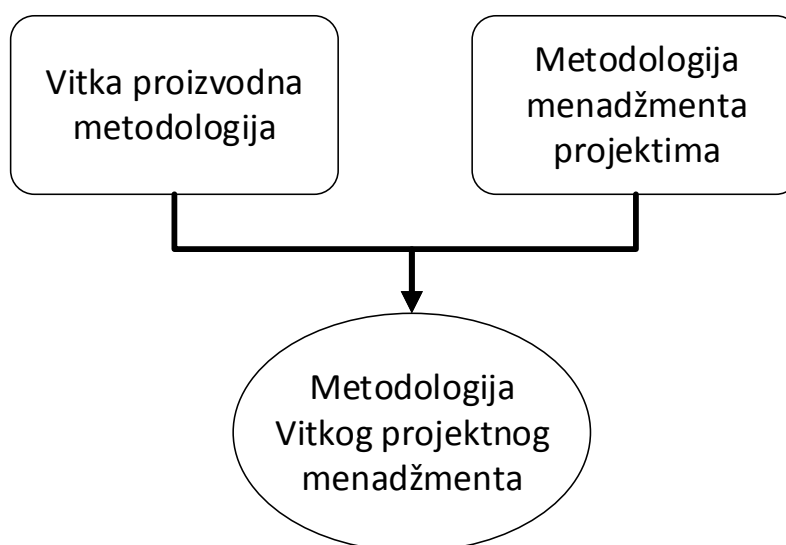 Vitka proizvodna
metodologija
Metodologija
menadžmenta
projektima
Metodologija
Vitkog projektnog
menadžmenta